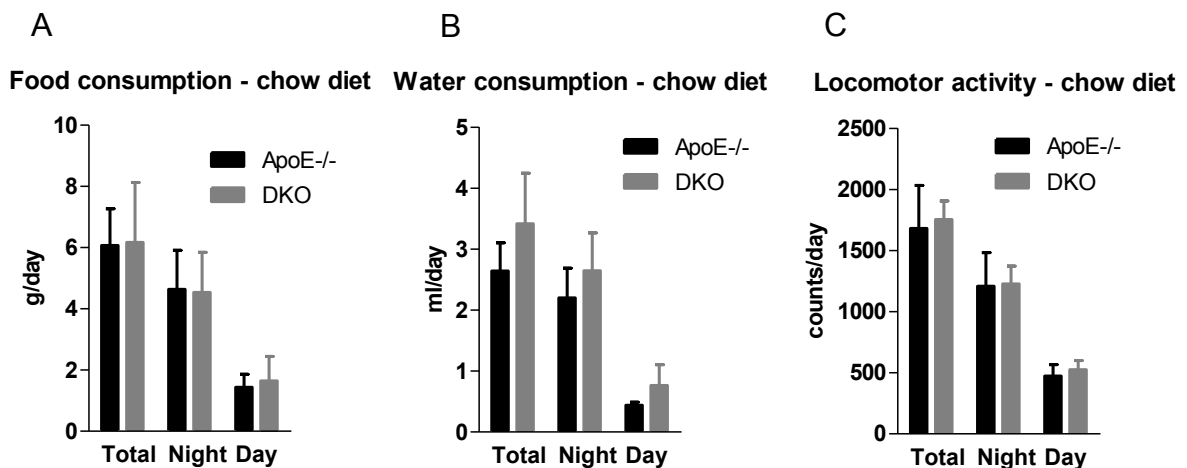 A
Food consumption - chow diet
10
8
6
4
2
0
g/day
ApoE-/-
DKO
Total Night Day
B
Water consumption - chow diet
5
4
3
2
1
0
ml/day
ApoE-/-
DKO
Total Night Day
C
Locomotor activity - chow diet
2500
2000
1500
1000
500
0
counts/day
ApoE-/-
DKO
Total Night Day